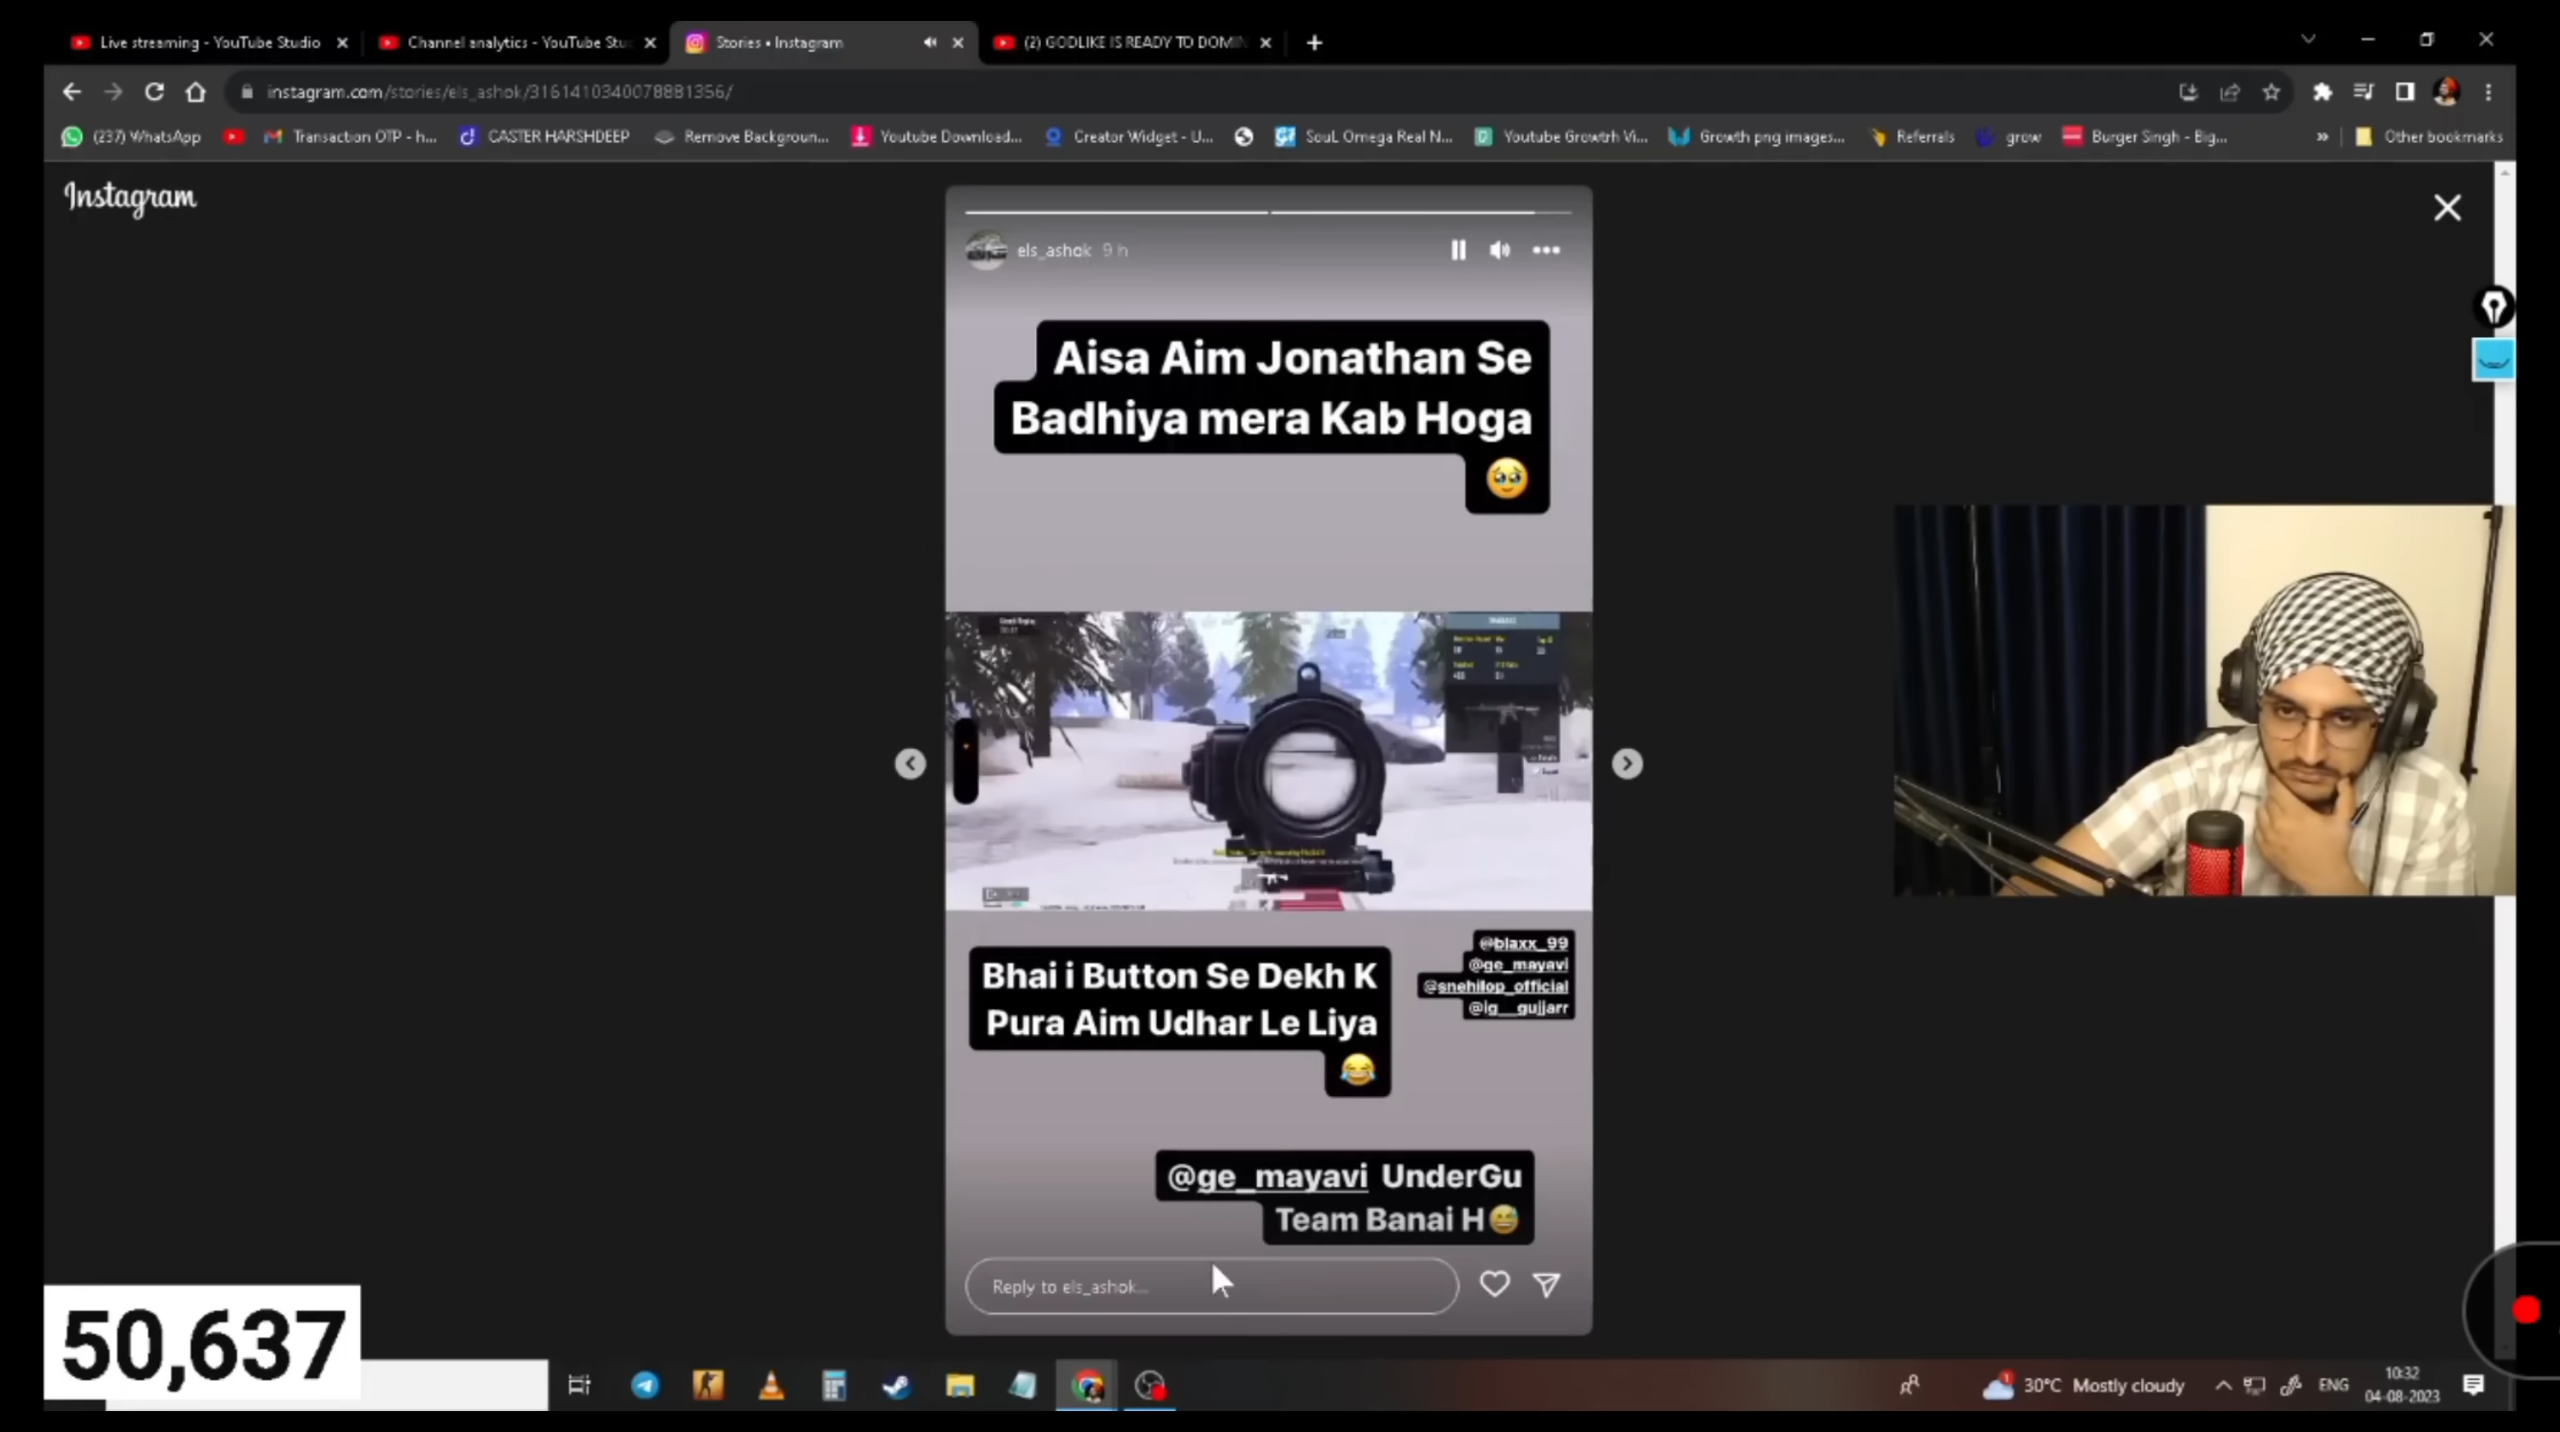 Live streaming - YouTube Studio
Channel analytics - YouTube Stu
Stories • Instagram
(2) GODLIKE IS READY TO DOMIN
instagram.com/stories/els_ashok/3161410340078881356/
(237) WhatsApp
Transaction OTP - h...
CASTER HARSHDEEP
Remove Backgroun...
Youtube Download...
Creator Widget - U...
SouL Omega Real N...
Youtube Growtrh Vi...
Growth png images...
Referrals
grow
Burger Singh - Big...
Other bookmarks
Instagram
els_ashok 9 h
Aisa Aim Jonathan Se
Badhiya mera Kab Hoga
🥹
Bhai i Button Se Dekh K
Pura Aim Udhar Le Liya
😂
@blaxx_99
@ge_mayavi
@snehilop_official
@ig__gujjarr
@ge_mayavi UnderGu
Team Banai H😅
Reply to els_ashok...
50,637
30°C Mostly cloudy
ENG
10:32
04-08-2023